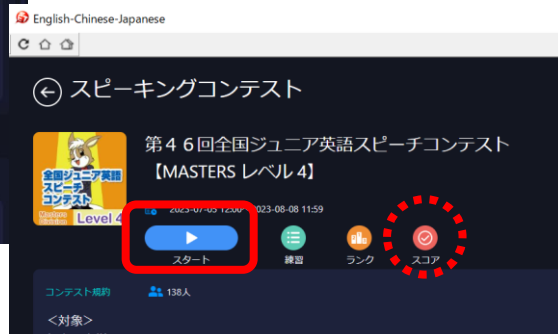 English-Chinese-Japanese
スピーキングコンテスト
第４６回全国ジュニア英語スピーチコンテスト
【MASTERS レベル 4】
全国ジュニア英語
スピーチ
コンテスト
Masters
Level 4
2023-07-05 12:00 2023-08-08 11:59
スタート
練習
ランク
スコア
コンテスト規約
138人
＜対象＞